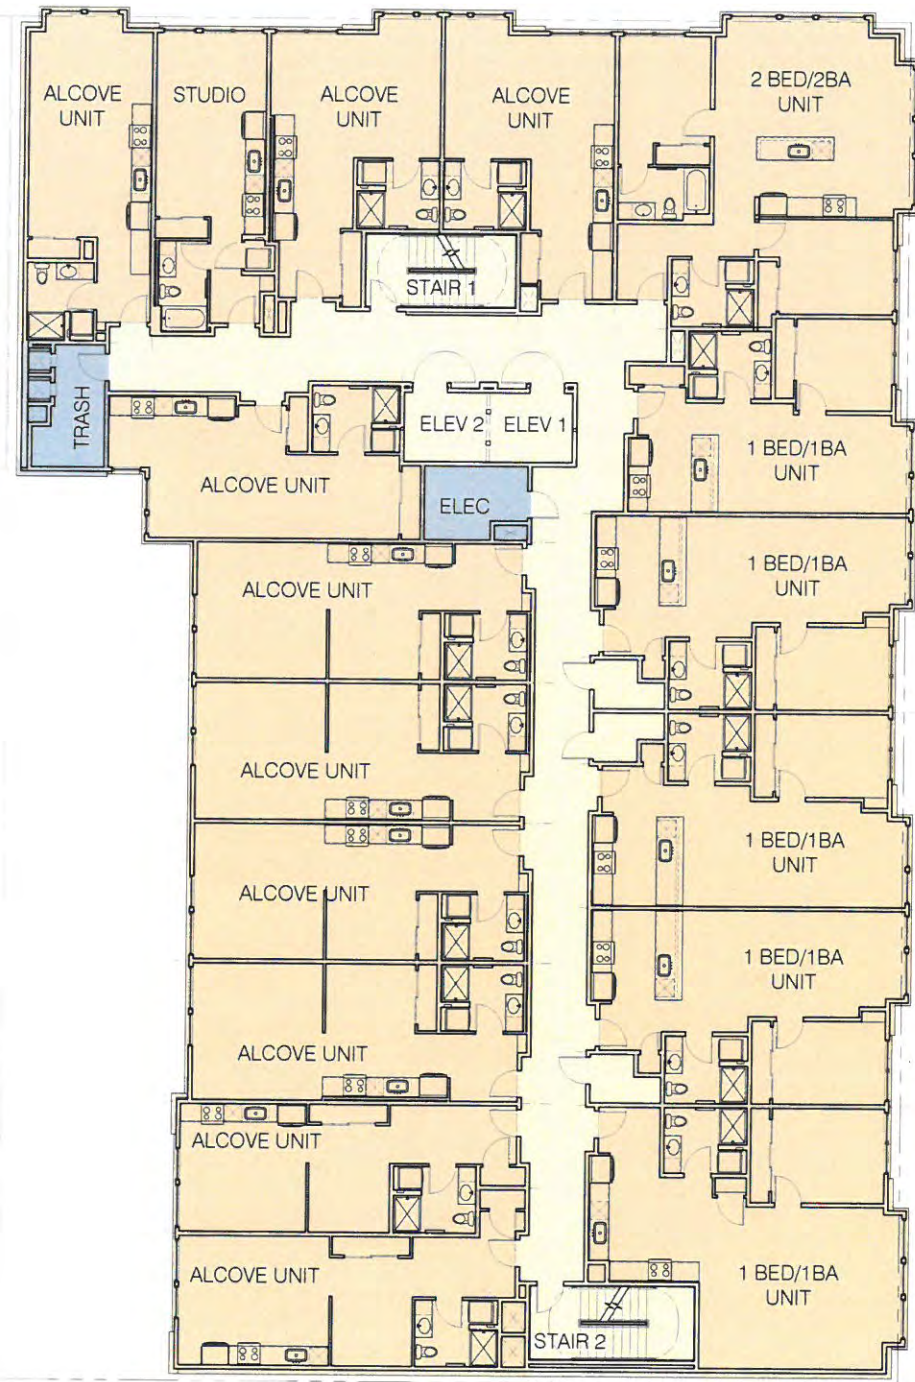 ALCOVE
UNIT
STUDIO
ALCOVE
UNIT
ALCOVE
UNIT
2 BED/2BA
UNIT
STAIR 1
TRASH
ELEV 2
ELEV 1
1 BED/1BA
UNIT
ALCOVE UNIT
ELEC
1 BED/1BA
UNIT
ALCOVE UNIT
ALCOVE UNIT
1 BED/1BA
UNIT
ALCOVE UNIT
1 BED/1BA
UNIT
ALCOVE UNIT
ALCOVE UNIT
ALCOVE UNIT
1 BED/1BA
UNIT
STAIR 2